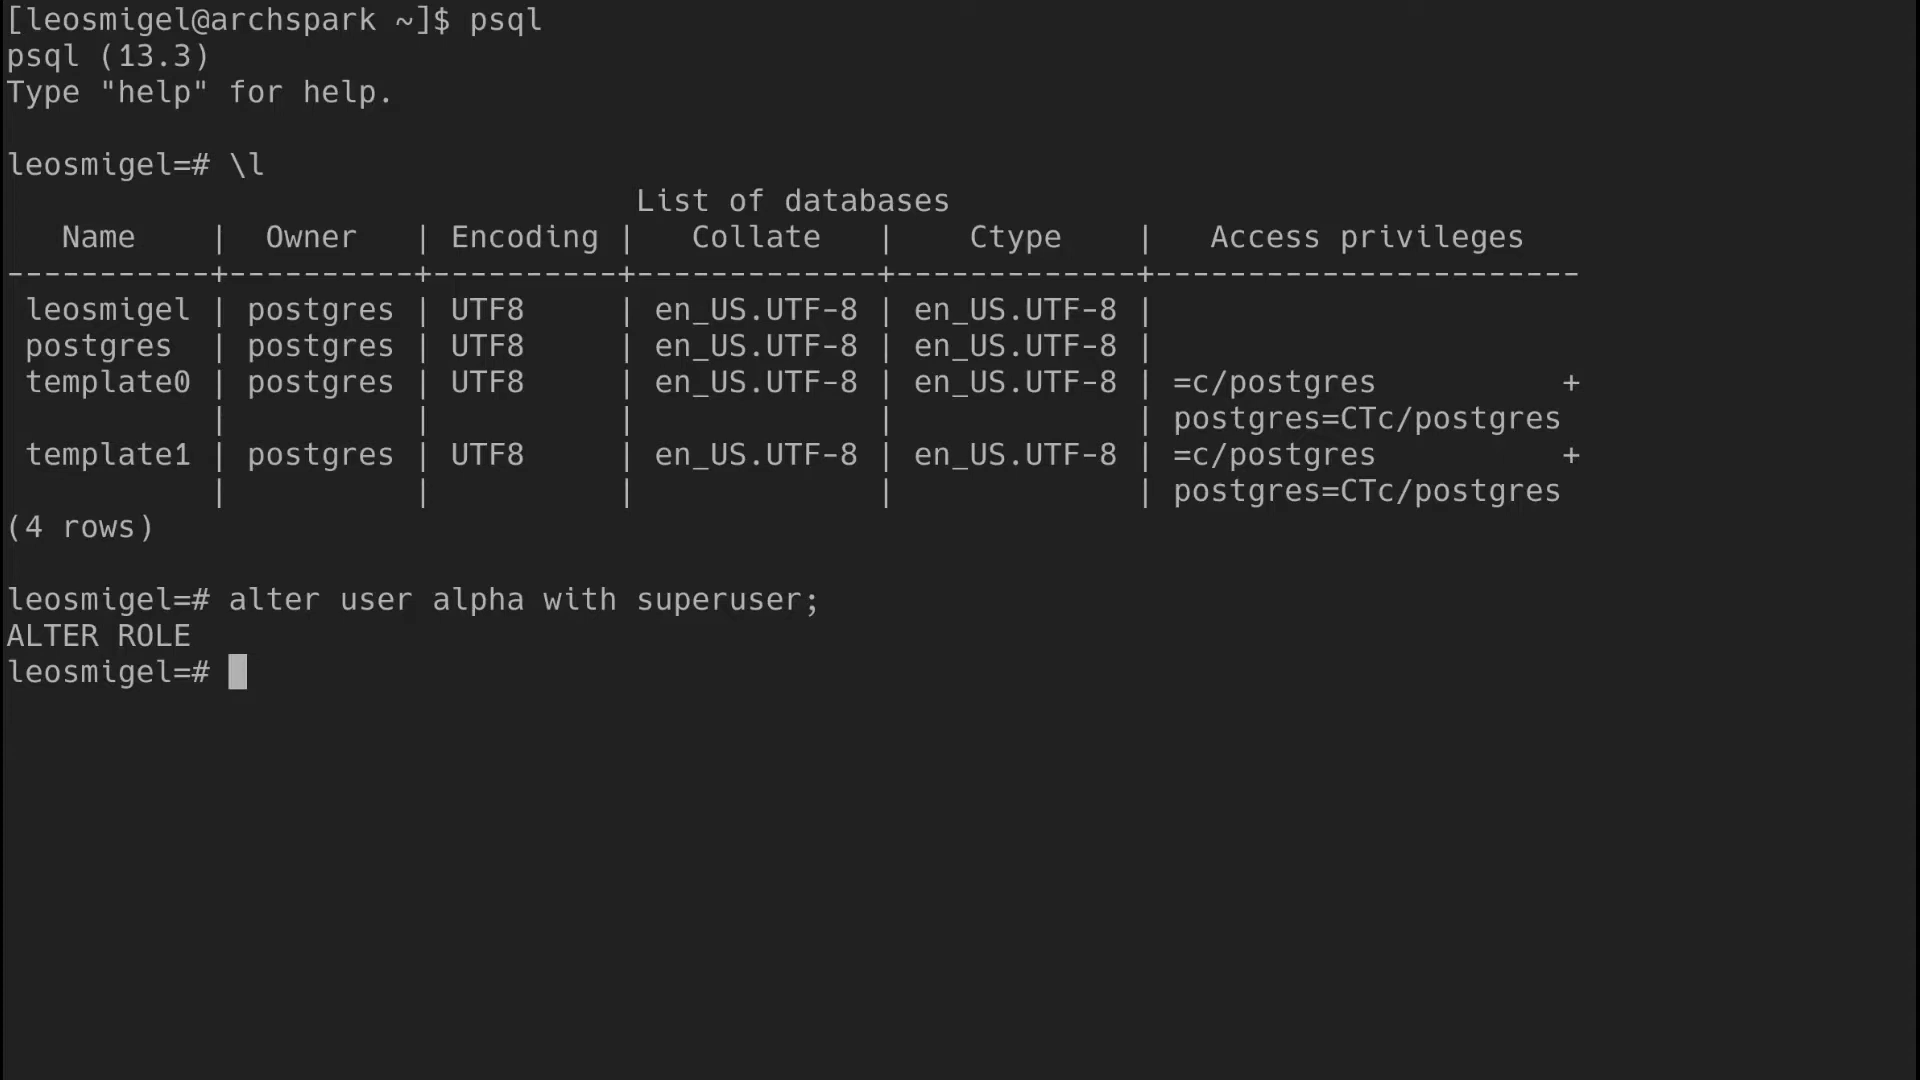 [leosmigel@archspark ~]$ psql
psql (13.3)
Type "help" for help.

leosmigel=# \l
                                  List of databases
   Name    |  Owner   | Encoding |   Collate   |    Ctype    |   Access privileges
-----------+----------+----------+-------------+-------------+-----------------------
 leosmigel | postgres | UTF8     | en_US.UTF-8 | en_US.UTF-8 |
 postgres  | postgres | UTF8     | en_US.UTF-8 | en_US.UTF-8 |
 template0 | postgres | UTF8     | en_US.UTF-8 | en_US.UTF-8 | =c/postgres          +
           |          |          |             |             | postgres=CTc/postgres
 template1 | postgres | UTF8     | en_US.UTF-8 | en_US.UTF-8 | =c/postgres          +
           |          |          |             |             | postgres=CTc/postgres
(4 rows)

leosmigel=# alter user alpha with superuser;
ALTER ROLE
leosmigel=#